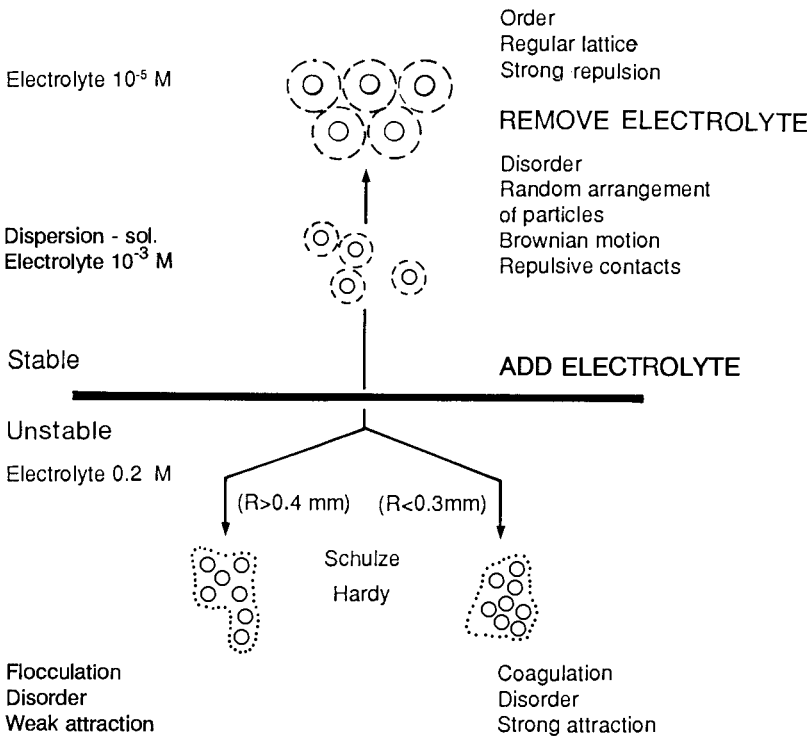 Order
Regular lattice
Electrolyte 10⁻⁵ M
Strong repulsion
REMOVE ELECTROLYTE
Disorder
Random arrangement
of particles
Dispersion - sol.
Brownian motion
Electrolyte 10⁻³ M
Repulsive contacts
Stable
ADD ELECTROLYTE
Unstable
Electrolyte 0.2 M
(R>0.4 mm)
(R<0.3mm)
Schulze
Hardy
Flocculation
Disorder
Weak attraction
Coagulation
Disorder
Strong attraction